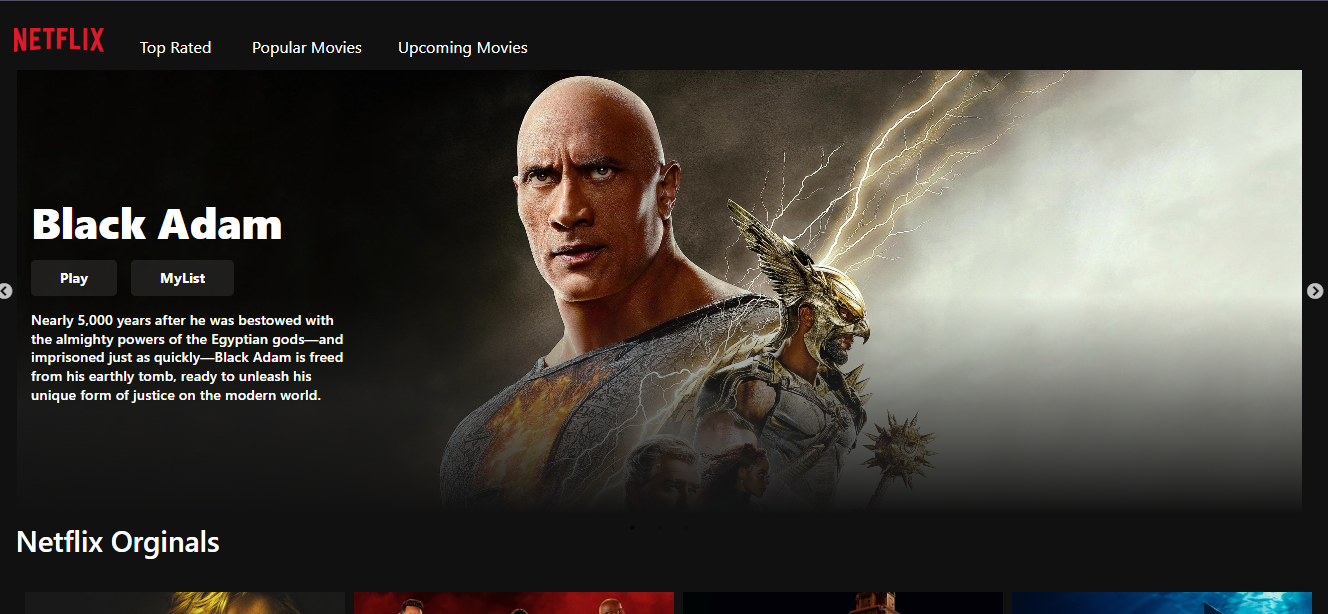 NETFLIX
Top Rated
Popular Movies
Upcoming Movies
Black Adam
Play
MyList
Nearly 5,000 years after he was bestowed with
the almighty powers of the Egyptian gods—and
imprisoned just as quickly—Black Adam is freed
from his earthly tomb, ready to unleash his
unique form of justice on the modern world.
Netflix Orginals